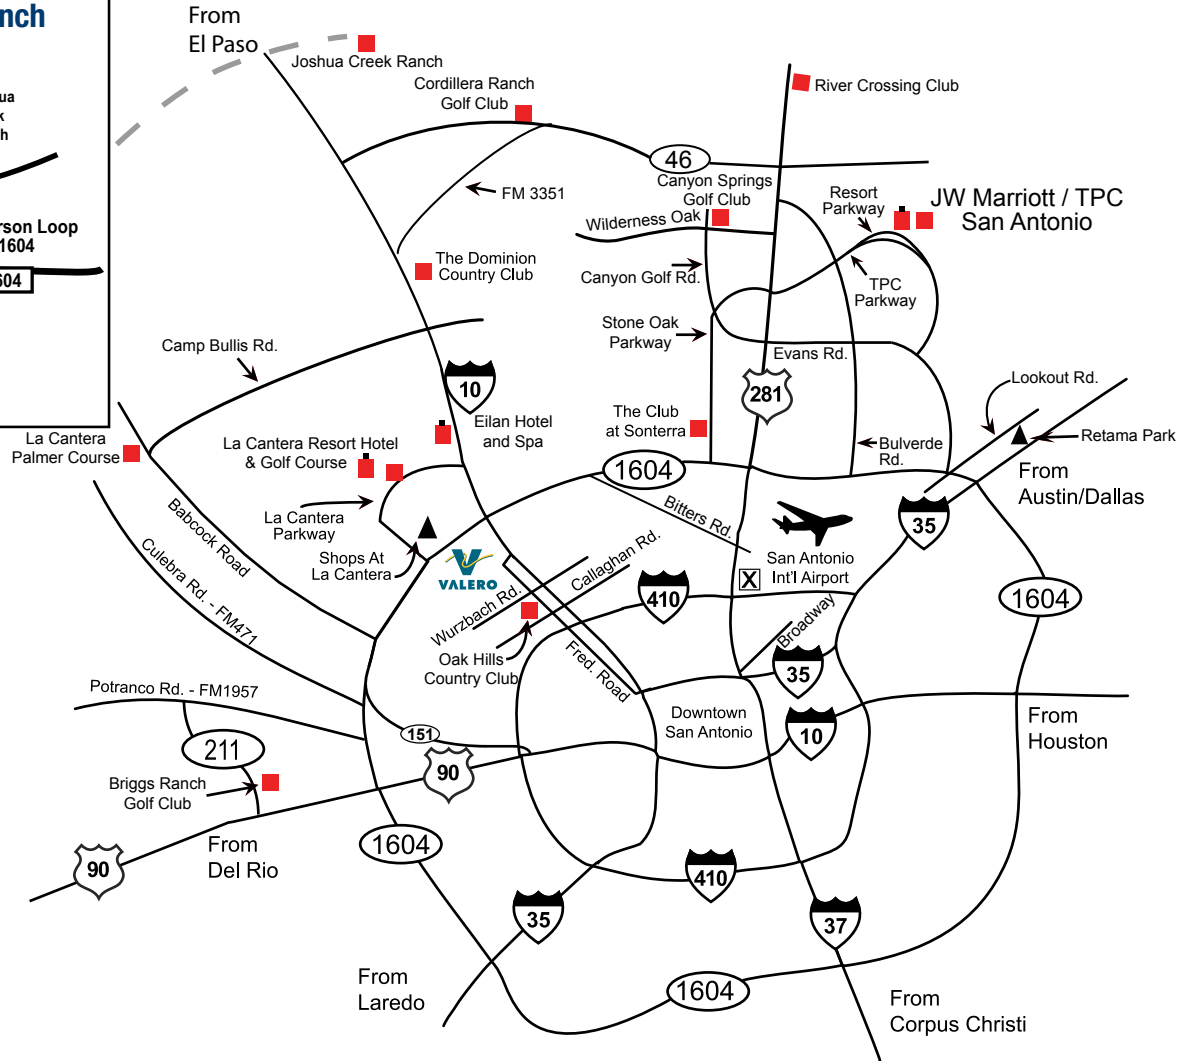 nch
ua
k
h
rson Loop
1604
604
From
El Paso
Joshua Creek Ranch
Cordillera Ranch
Golf Club
River Crossing Club
46
FM 3351
Canyon Springs
Golf Club
Wilderness Oak
Resort
Parkway
JW Marriott / TPC
San Antonio
The Dominion
Country Club
Canyon Golf Rd.
TPC
Parkway
Stone Oak
Parkway
Camp Bullis Rd.
Evans Rd.
10
281
Lookout Rd.
La Cantera
Palmer Course
La Cantera Resort Hotel
& Golf Course
Eilan Hotel
and Spa
The Club
at Sonterra
Bulverde
Rd.
Retama Park
1604
From
Austin/Dallas
La Cantera
Parkway
Bitters Rd.
35
Babcock Road
Shops At
La Cantera
VALERO
Callaghan Rd.
San Antonio
Int'l Airport
X
Culebra Rd. - FM471
Wurzbach Rd.
410
1604
Broadway
Oak Hills
Country Club
Fred. Road
35
Potranco Rd. - FM1957
Downtown
San Antonio
151
10
From
Houston
211
90
Briggs Ranch
Golf Club
From
Del Rio
1604
90
410
35
37
From
Laredo
1604
From
Corpus Christi